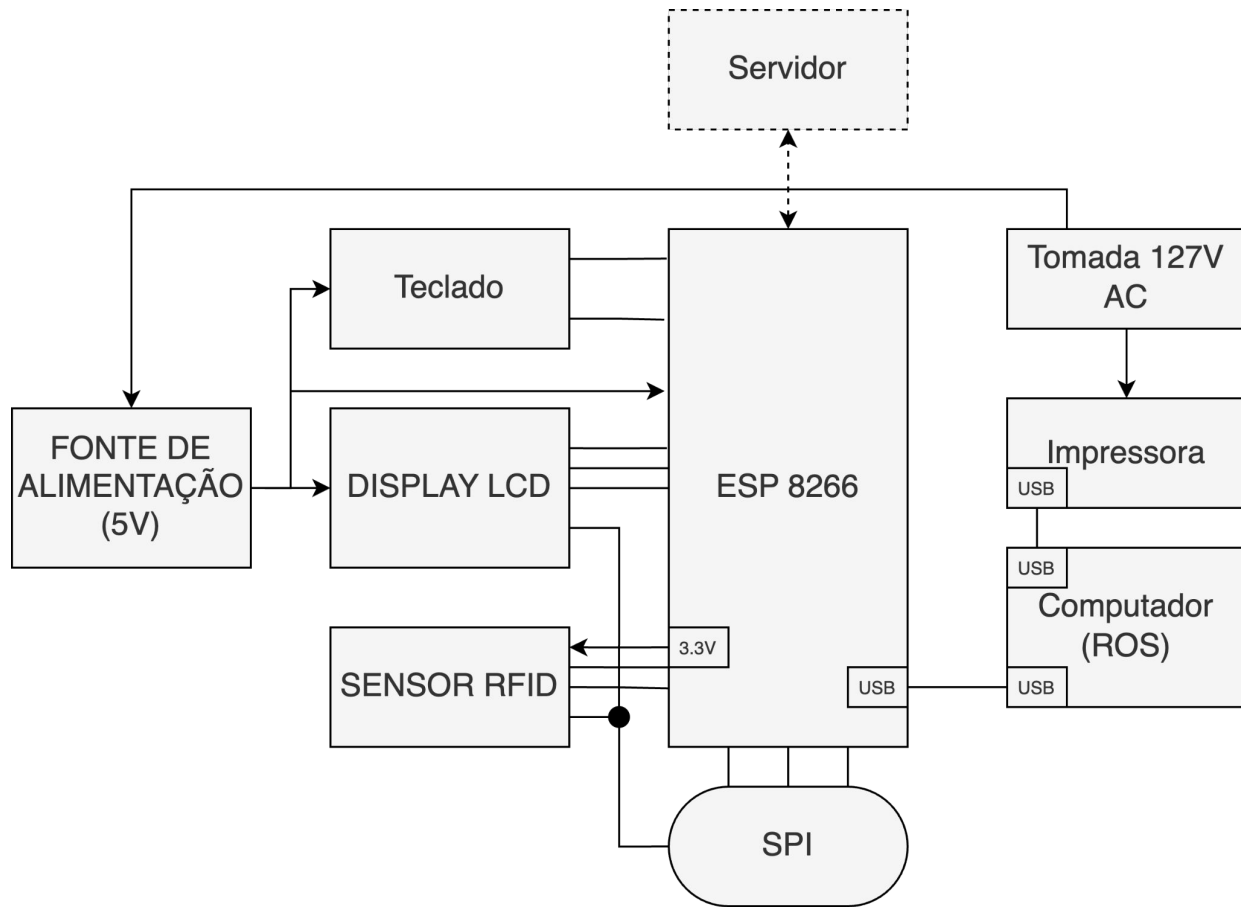 Servidor
Teclado
Tomada 127V
AC
FONTE DE
ALIMENTAÇÃO
(5V)
DISPLAY LCD
ESP 8266
Impressora
USB
USB
Computador
(ROS)
USB
3.3V
SENSOR RFID
USB
SPI